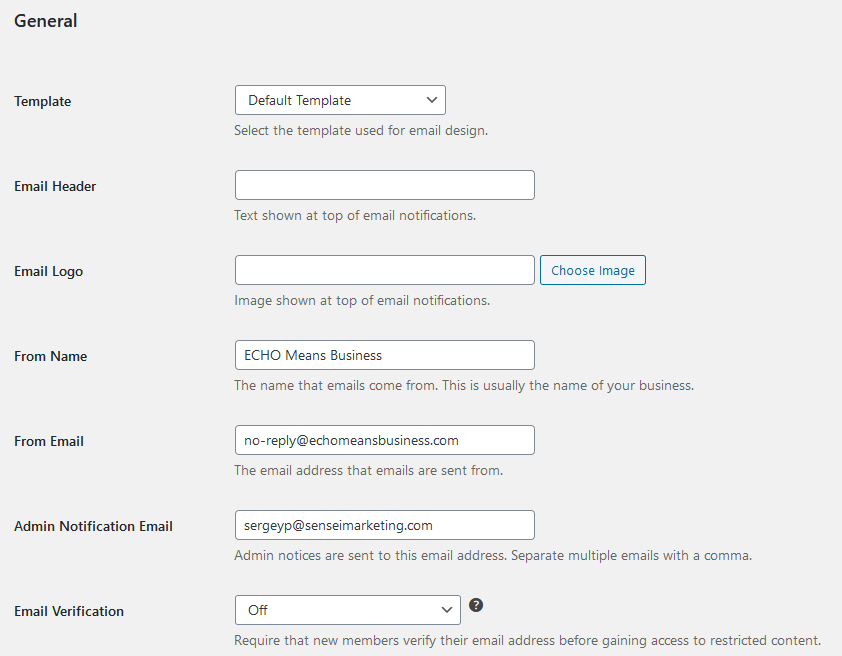 General
Template
Default Template
Select the template used for email design.
Email Header
Text shown at top of email notifications.
Email Logo
Choose Image
Image shown at top of email notifications.
From Name
ECHO Means Business
The name that emails come from. This is usually the name of your business.
From Email
no-reply@echomeansbusiness.com
The email address that emails are sent from.
Admin Notification Email
sergeyp@senseimarketing.com
Admin notices are sent to this email address. Separate multiple emails with a comma.
Email Verification
Off
?
Require that new members verify their email address before gaining access to restricted content.